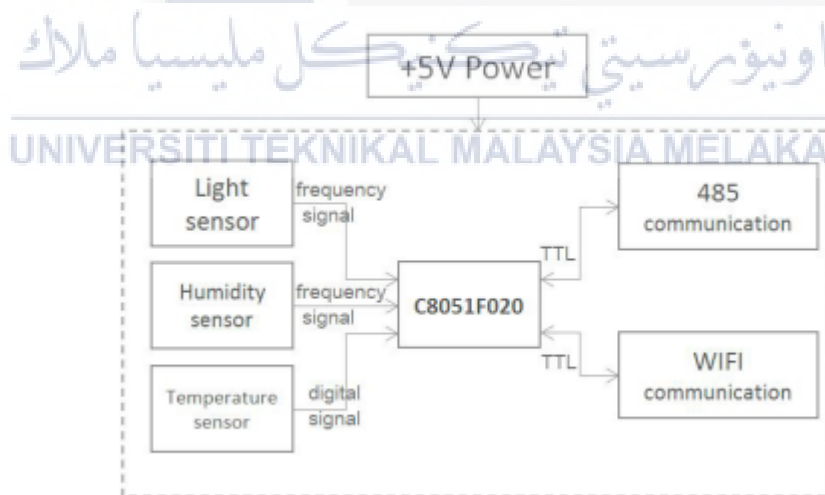 اونيۏرسيتي تيكنيكل مليسيا ملاك
+5V Power
UNIVERSITI TEKNIKAL MALAYSIA MELAKA
Light
sensor
frequency
signal
Humidity
sensor
frequency
signal
Temperature
sensor
digital
signal
C8051F020
TTL
485
communication
TTL
WIFI
communication